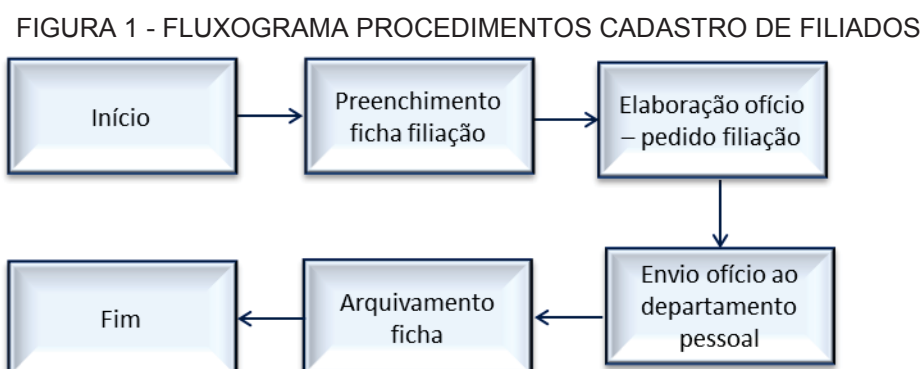 FIGURA 1 - FLUXOGRAMA PROCEDIMENTOS CADASTRO DE FILIADOS
Início
Preenchimento
ficha filiação
Elaboração ofício
– pedido filiação
Envio ofício ao
departamento
pessoal
Arquivamento
ficha
Fim